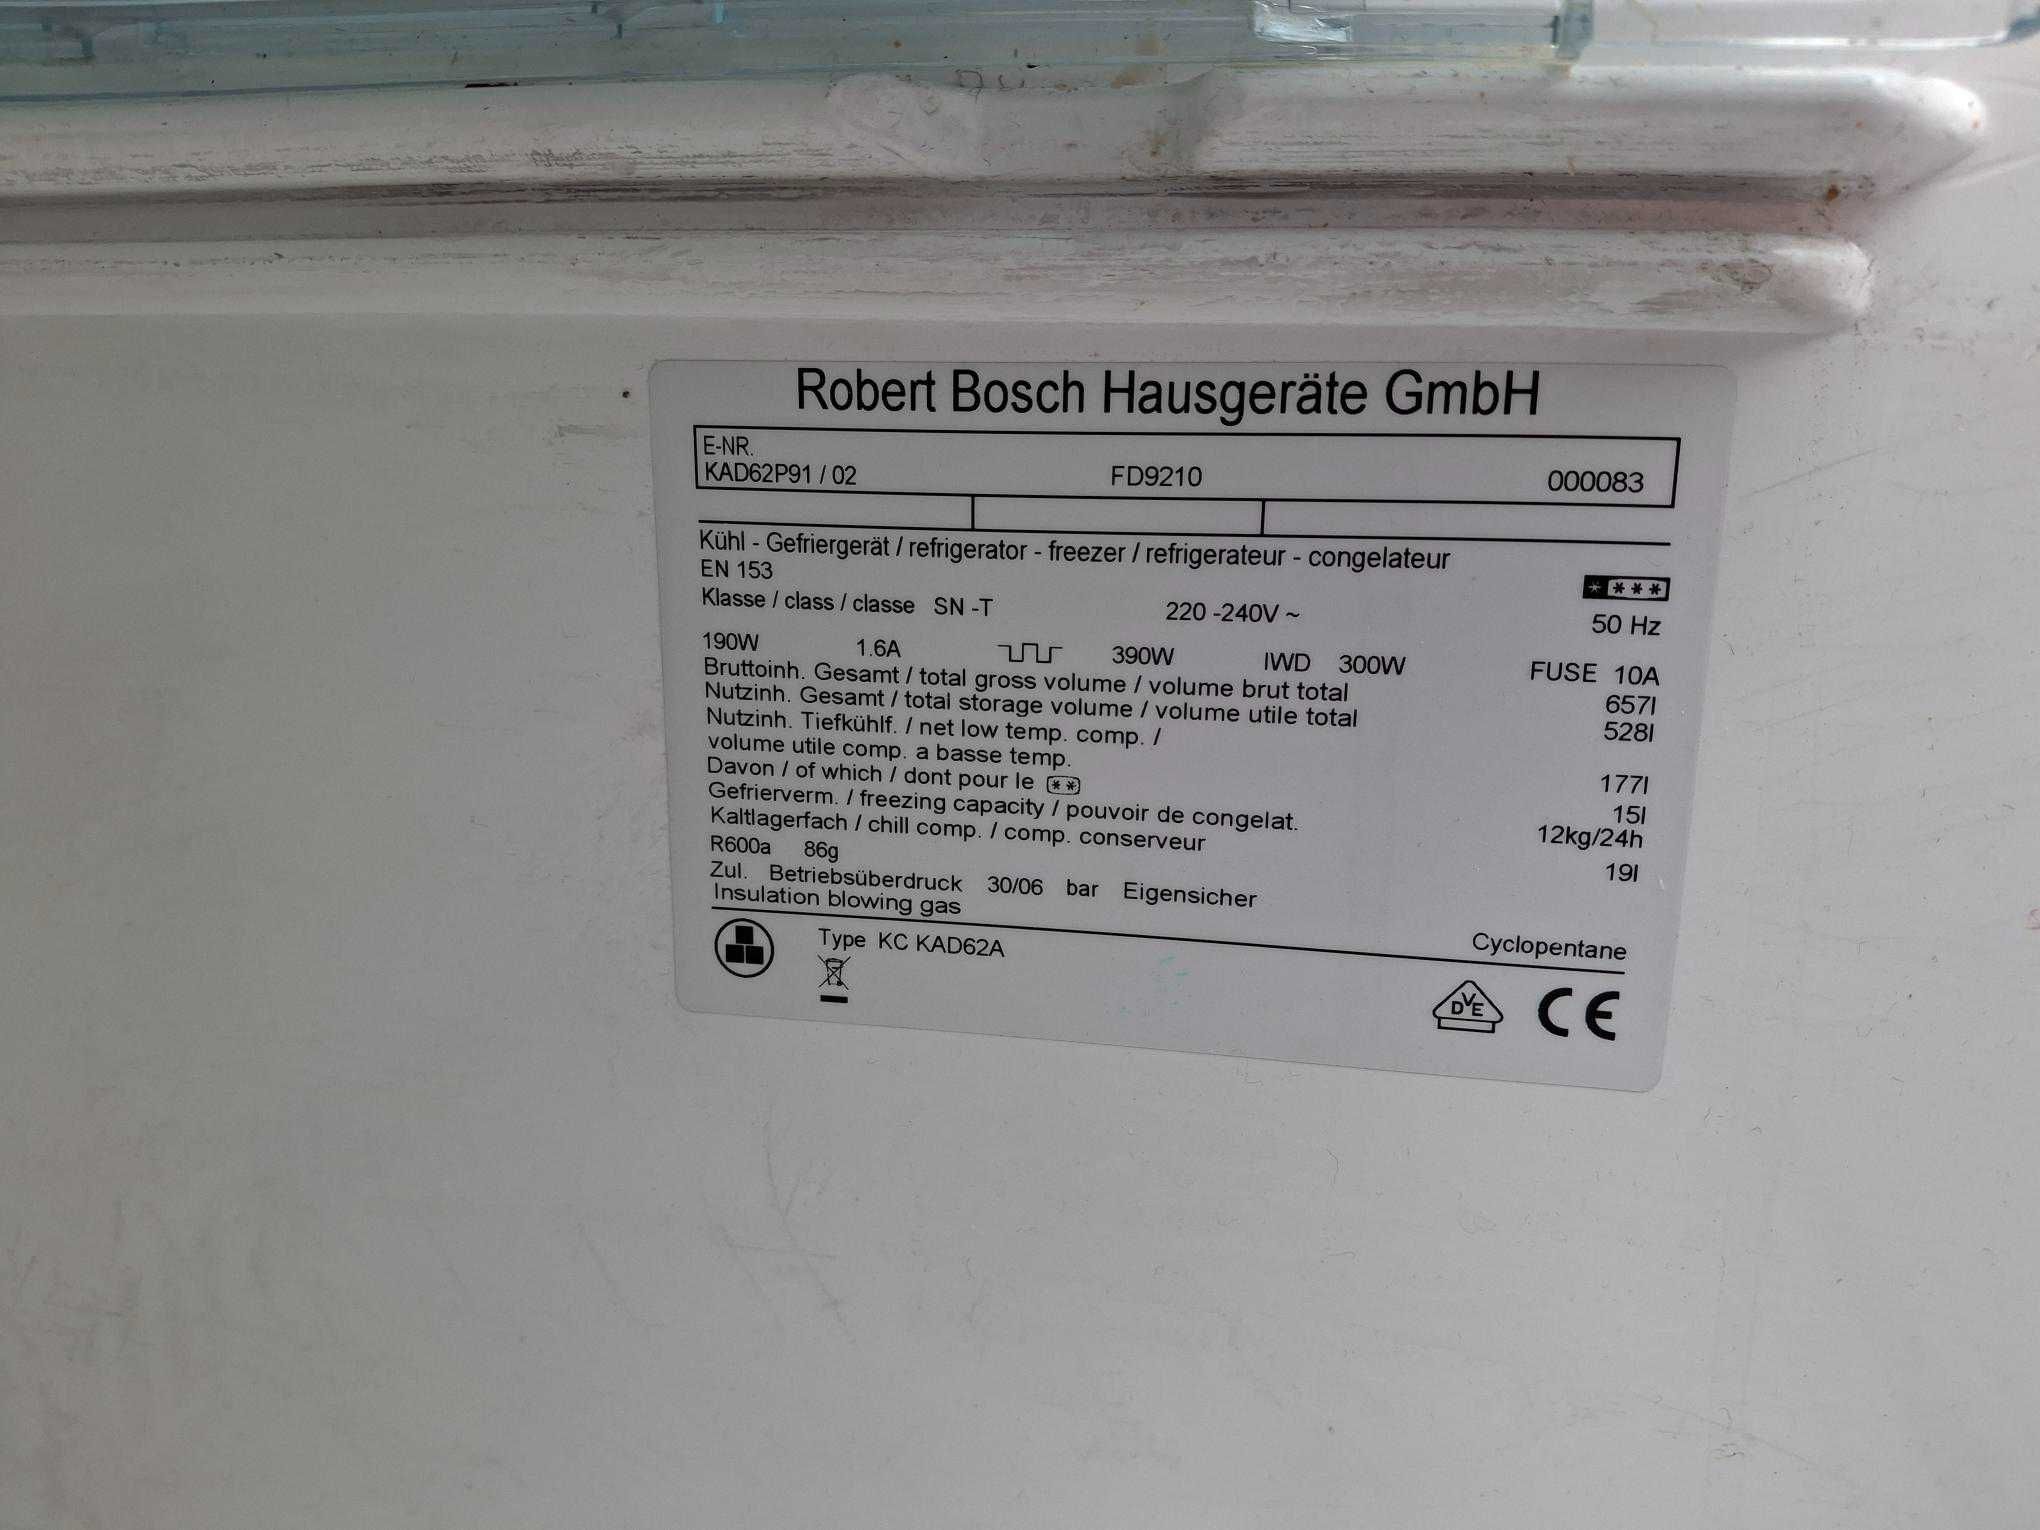 Robert Bosch Hausgeräte GmbH
E-NR.
KAD62P91 / 02 FD9210 000083
Kühl - Gefriergerät / refrigerator - freezer / refrigerateur - congelateur
EN 153 * ***
Klasse / class / classe SN -T 220 -240V ~ 50 Hz
190W 1.6A 390W IWD 300W FUSE 10A
Bruttoinh. Gesamt / total gross volume / volume brut total 657l
Nutzinh. Gesamt / total storage volume / volume utile total 528l
Nutzinh. Tiefkühlf. / net low temp. comp. /
volume utile comp. a basse temp. 177l
Davon / of which / dont pour le ** 15l
Gefrierverm. / freezing capacity / pouvoir de congelat. 12kg/24h
Kaltlagerfach / chill comp. / comp. conserveur 19l
R600a 86g
Zul. Betriebsüberdruck 30/06 bar Eigensicher
Insulation blowing gas Cyclopentane
Type KC KAD62A
DVE CE